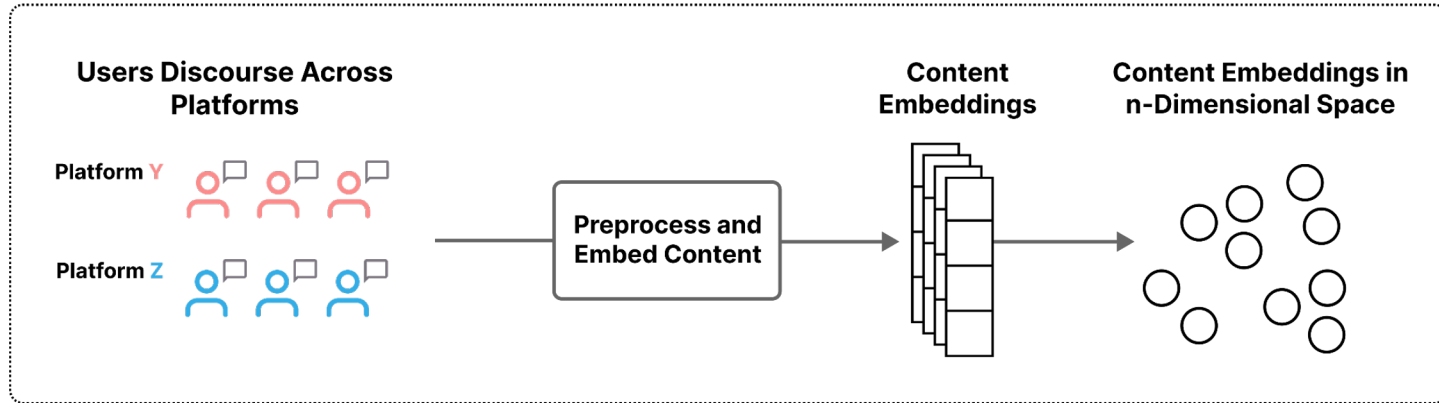 Users Discourse Across
Platforms
Platform Y
Platform Z
Preprocess and
Embed Content
Content
Embeddings
Content Embeddings in
n-Dimensional Space